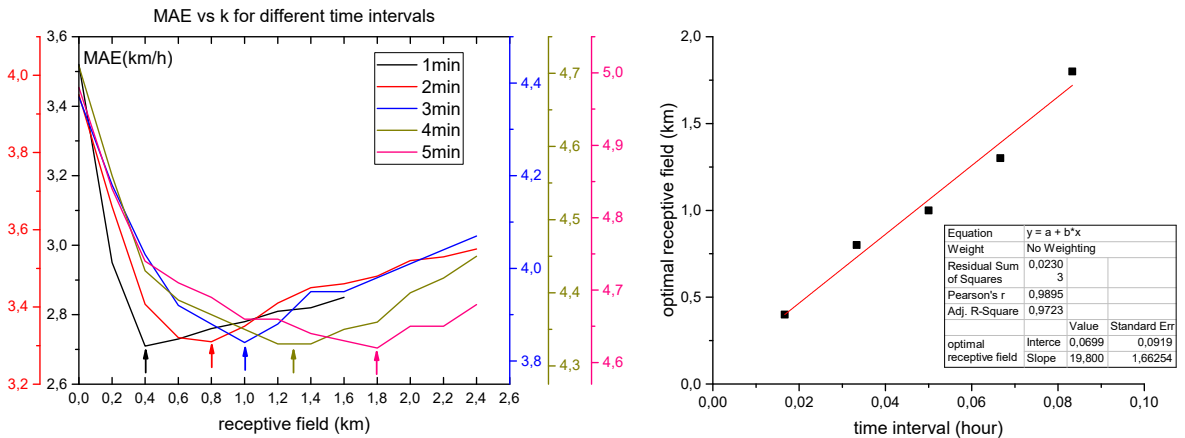 MAE vs k for different time intervals
MAE(km/h)
1min
2min
3min
4min
5min
4,0
3,8
3,6
3,4
3,2
3,6
3,4
3,2
3,0
2,8
2,6
4,4
4,2
4,0
3,8
4,7
4,6
4,5
4,4
4,3
5,0
4,9
4,8
4,7
4,6
0,0 0,2 0,4 0,6 0,8 1,0 1,2 1,4 1,6 1,8 2,0 2,2 2,4 2,6
receptive field (km)
optimal receptive field (km)
2,0
1,5
1,0
0,5
0,0
0,00 0,02 0,04 0,06 0,08 0,10
time interval (hour)
Equation y = a + b*x
Weight No Weighting
Residual Sum of Squares 0,0230
3
Pearson's r 0,9895
Adj. R-Square 0,9723
Value Standard Err
optimal receptive field Interce 0,0699 0,0919
Slope 19,800 1,66254